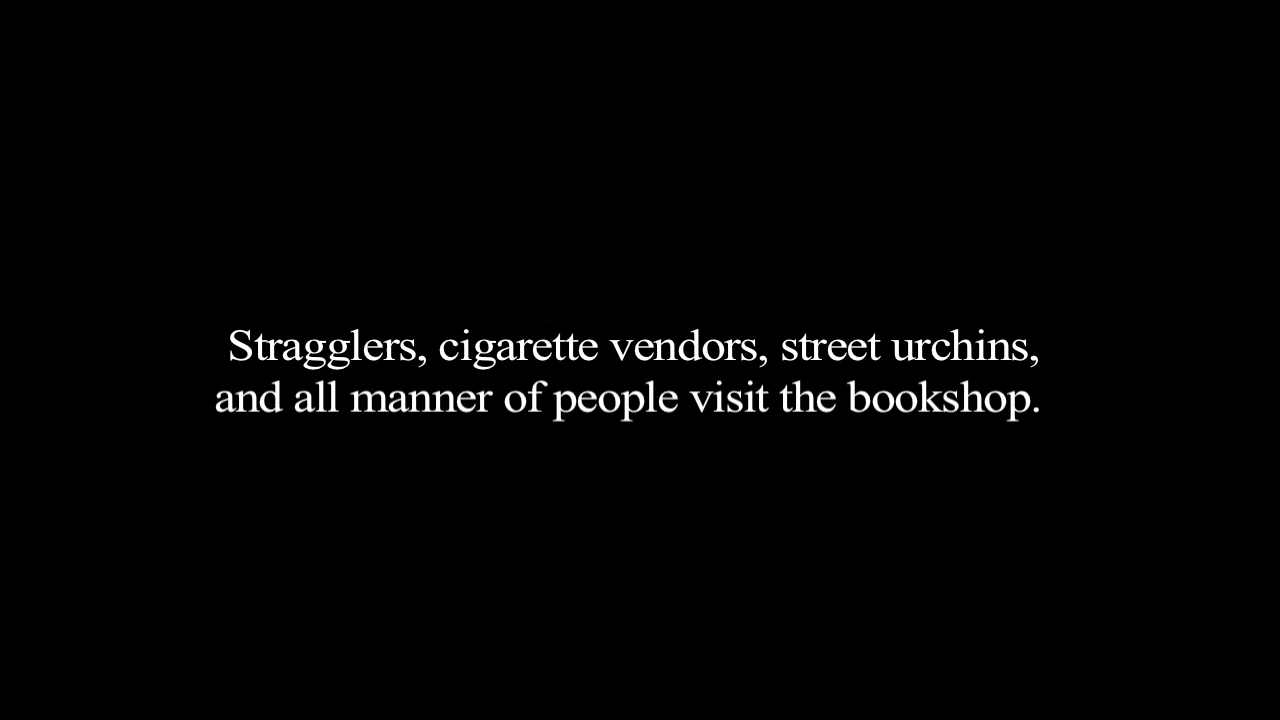 Stragglers, cigarette vendors, street urchins,
and all manner of people visit the bookshop.